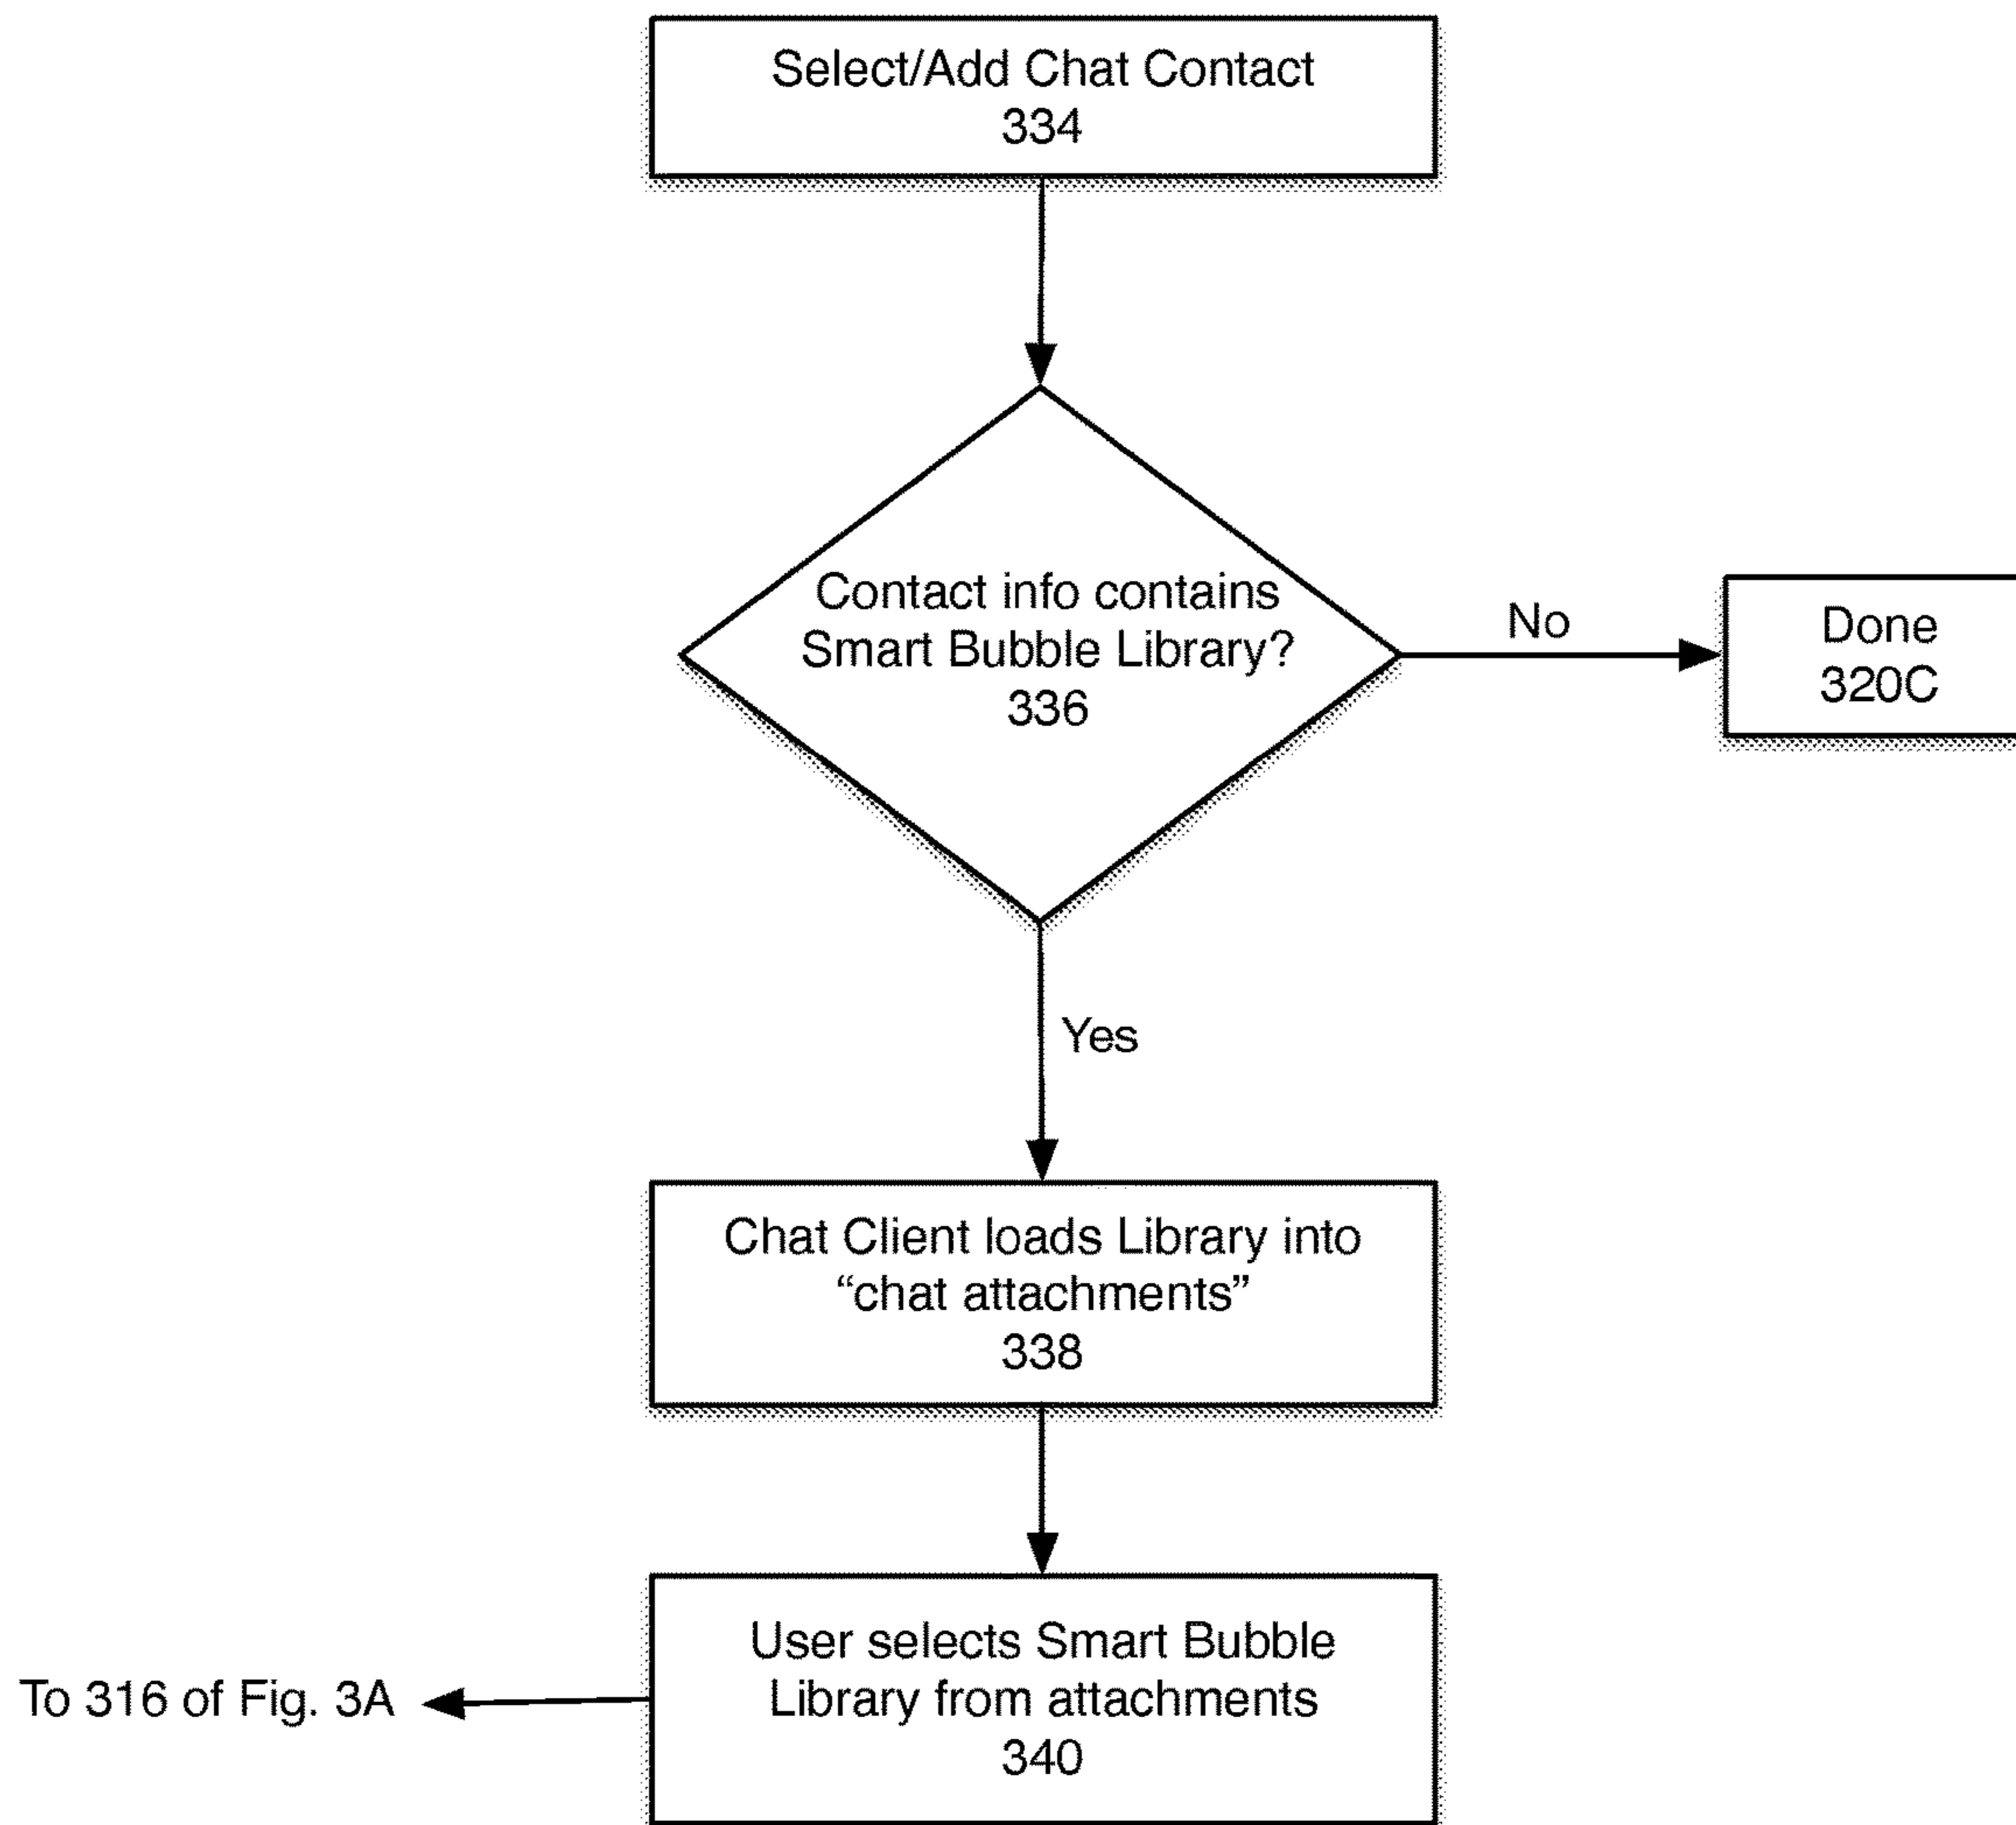 Select/Add Chat Contact
334
Contact info contains
Smart Bubble Library?
336
No
Done
320C
Yes
Chat Client loads Library into
“chat attachments”
338
User selects Smart Bubble
Library from attachments
340
To 316 of Fig. 3A